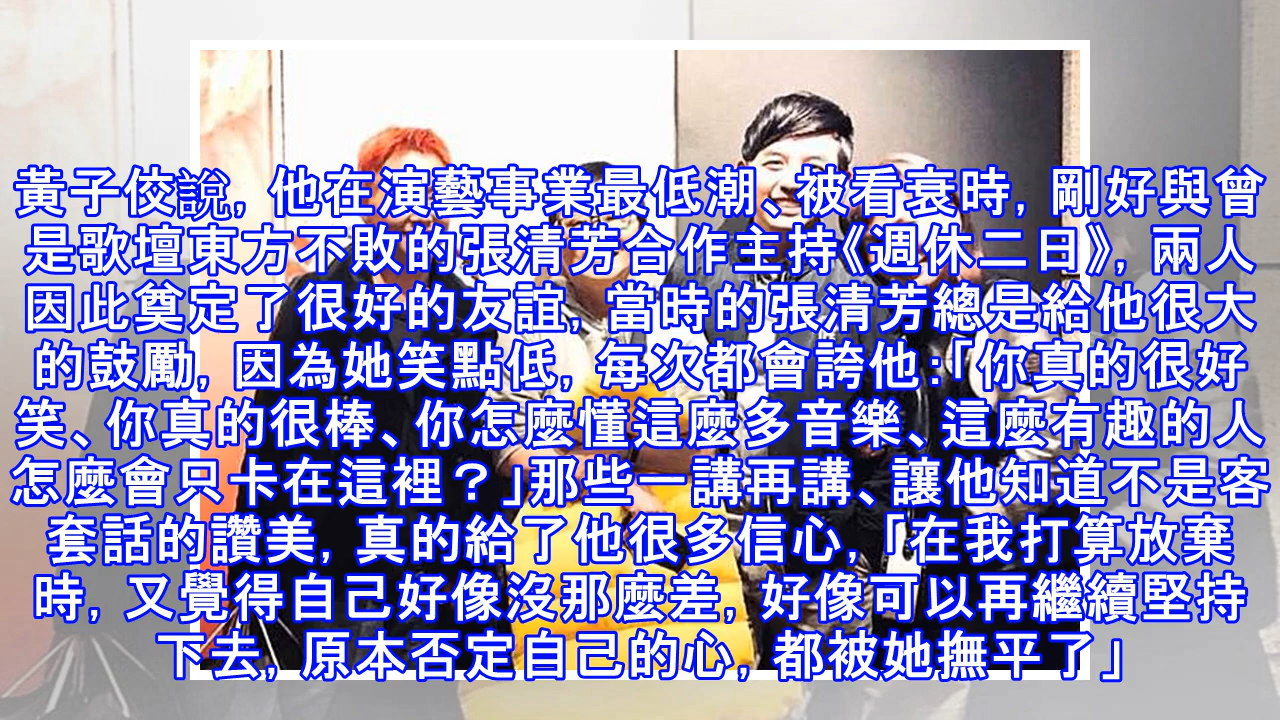 黃子佼說, 他在演藝事業最低潮、被看衰時, 剛好與曾
是歌壇東方不敗的張清芳合作主持《週休二日》, 兩人
因此奠定了很好的友誼, 當時的張清芳總是給他很大
的鼓勵, 因為她笑點低, 每次都會誇他：「你真的很好
笑、你真的很棒、你怎麼懂這麼多音樂、這麼有趣的人
怎麼會只卡在這裡？」那些一講再講、讓他知道不是客
套話的讚美, 真的給了他很多信心, 「在我打算放棄
時, 又覺得自己好像沒那麼差, 好像可以再繼續堅持
下去, 原本否定自己的心, 都被她撫平了」